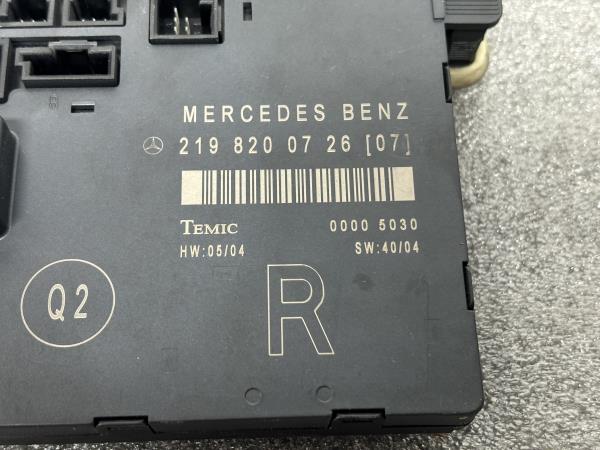 MERCEDES BENZ
219 820 07 26 [07]
TEMIC 0000 5030
HW:05/04 SW:40/04
Q2
R